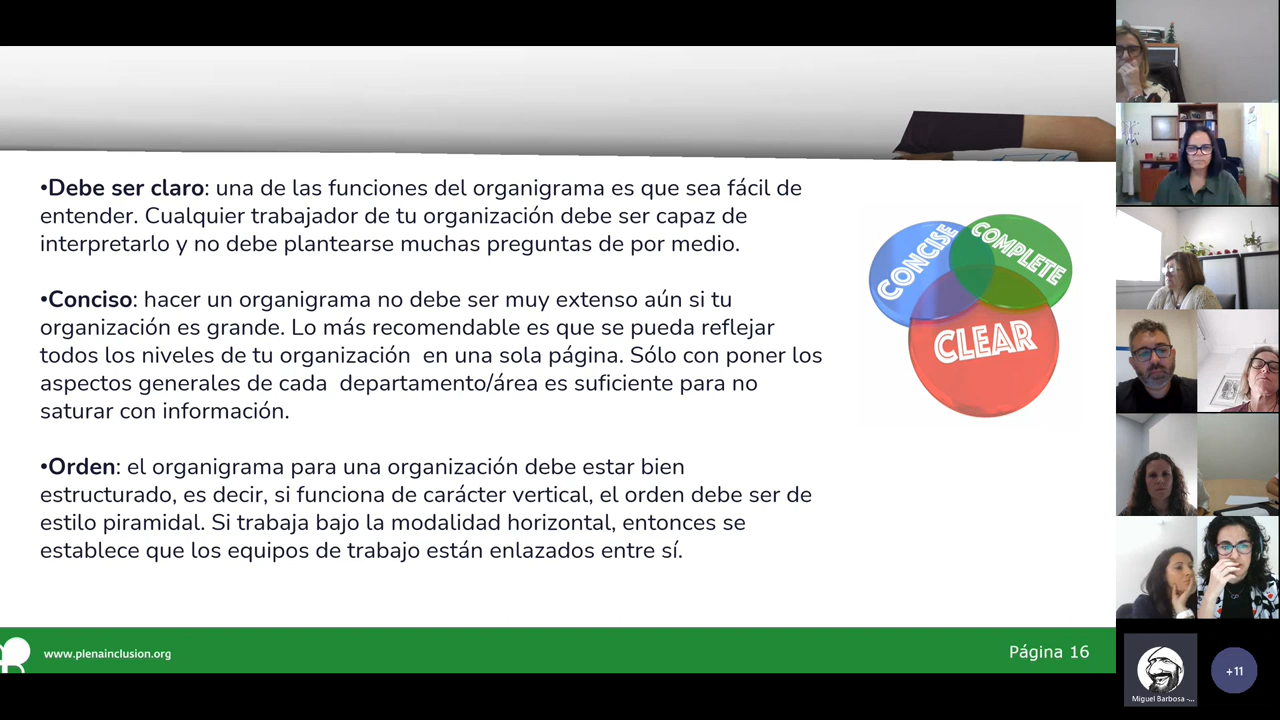 •Debe ser claro: una de las funciones del organigrama es que sea fácil de
entender. Cualquier trabajador de tu organización debe ser capaz de
interpretarlo y no debe plantearse muchas preguntas de por medio.
•Conciso: hacer un organigrama no debe ser muy extenso aún si tu
organización es grande. Lo más recomendable es que se pueda reflejar
todos los niveles de tu organización  en una sola página. Sólo con poner los
aspectos generales de cada  departamento/área es suficiente para no
saturar con información.
•Orden: el organigrama para una organización debe estar bien
estructurado, es decir, si funciona de carácter vertical, el orden debe ser de
estilo piramidal. Si trabaja bajo la modalidad horizontal, entonces se
establece que los equipos de trabajo están enlazados entre sí.
CONCISE
COMPLETE
CLEAR
www.plenainclusion.org
Página 16
Miguel Barbosa -...
+11